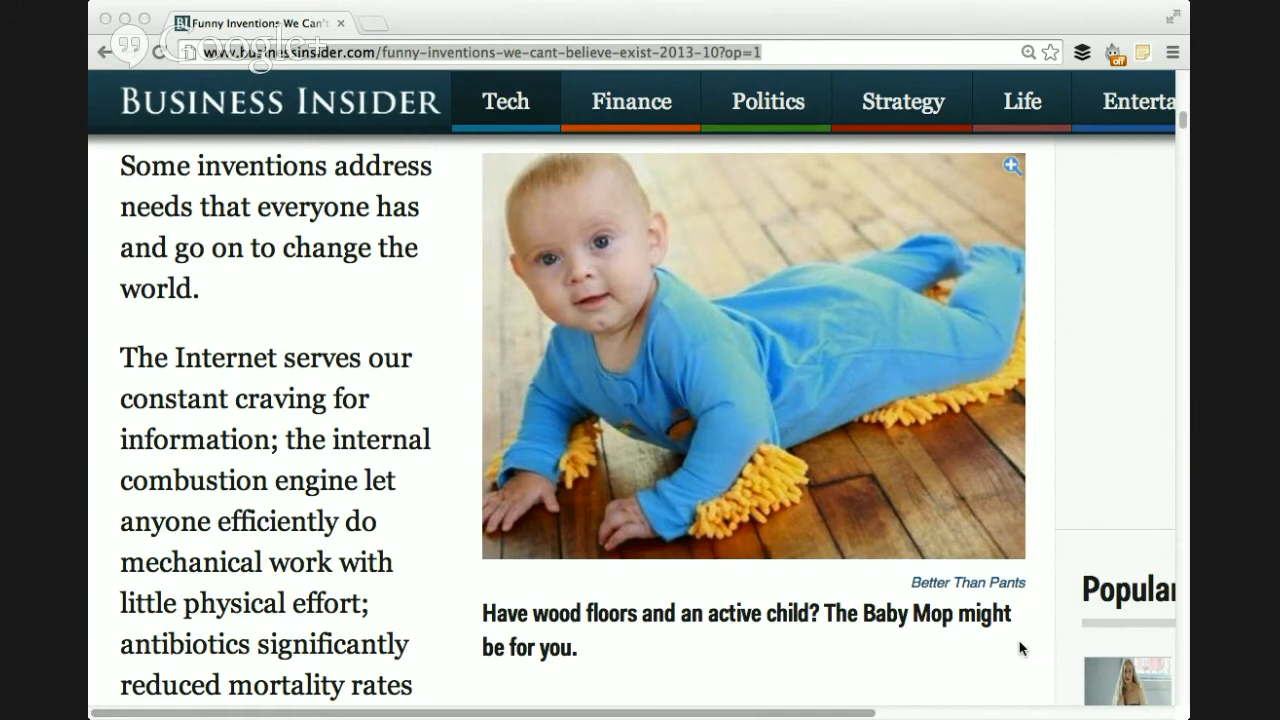 Funny Inventions We Can't
Google+
www.businessinsider.com/funny-inventions-we-cant-believe-exist-2013-10?op=1
off
BUSINESS INSIDER
Tech
Finance
Politics
Strategy
Life
Enterta
Some inventions address
needs that everyone has
and go on to change the
world.
The Internet serves our
constant craving for
information; the internal
combustion engine let
anyone efficiently do
mechanical work with
little physical effort;
antibiotics significantly
reduced mortality rates
Better Than Pants
Have wood floors and an active child? The Baby Mop might
be for you.
Popular